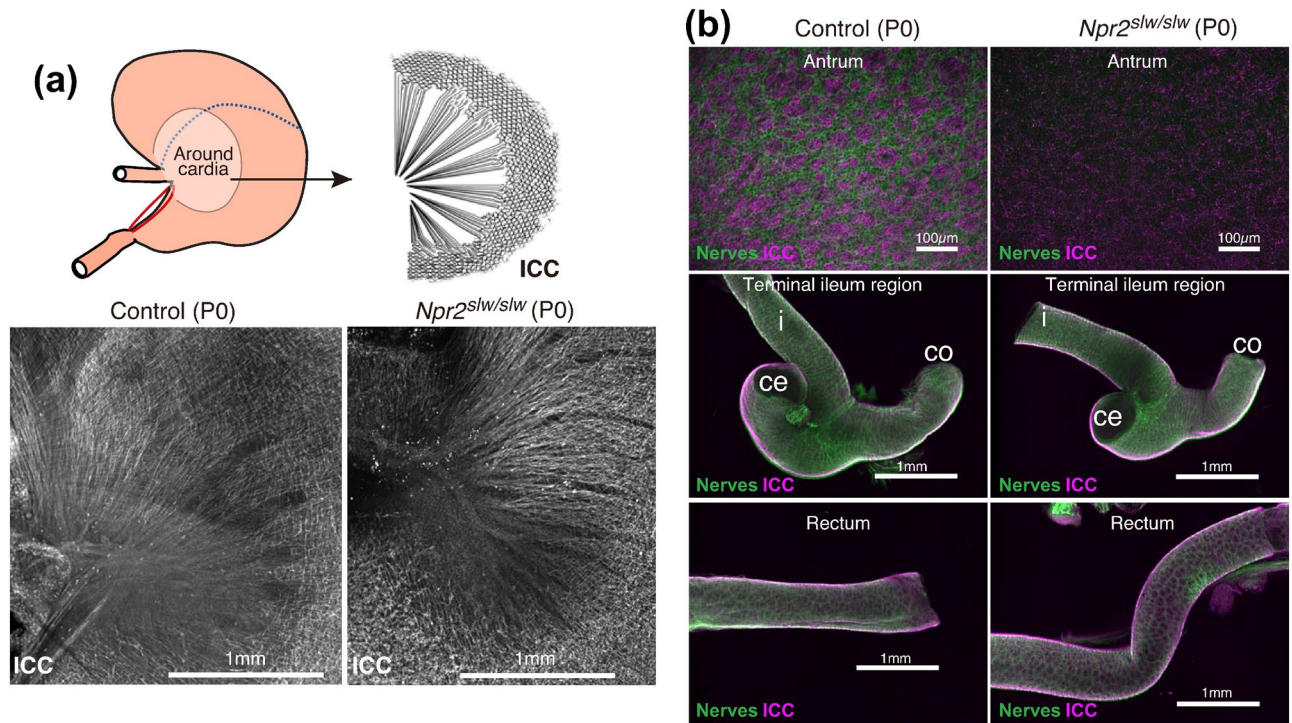 (a)
Around
cardia
ICC
Control (P0)
Npr2slw/slw (P0)
ICC
1mm
1mm
(b)
Control (P0)
Npr2slw/slw (P0)
Antrum
Nerves ICC
100µm
Antrum
Nerves ICC
100µm
Terminal ileum region
i
co
ce
Nerves ICC
1mm
Terminal ileum region
i
co
ce
Nerves ICC
1mm
Rectum
Nerves ICC
1mm
Rectum
Nerves ICC
1mm